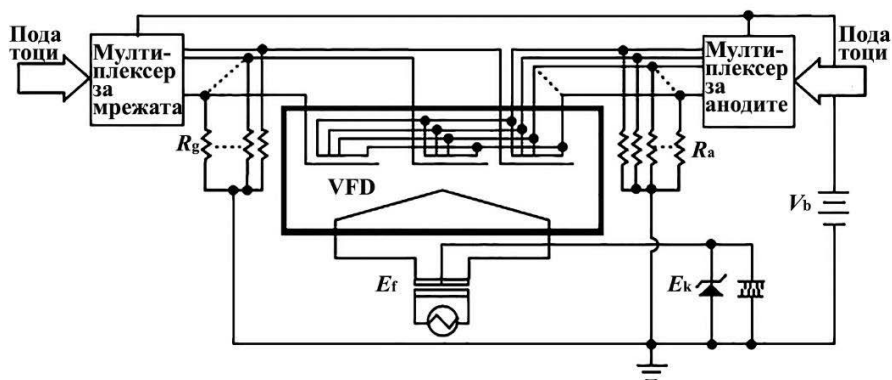 Пода
тоци
Мулти-
плексер
за
мрежата
Мулти-
плексер
за
анодите
Пода
тоци
Rg
VFD
Ra
Vb
Ef
Ek